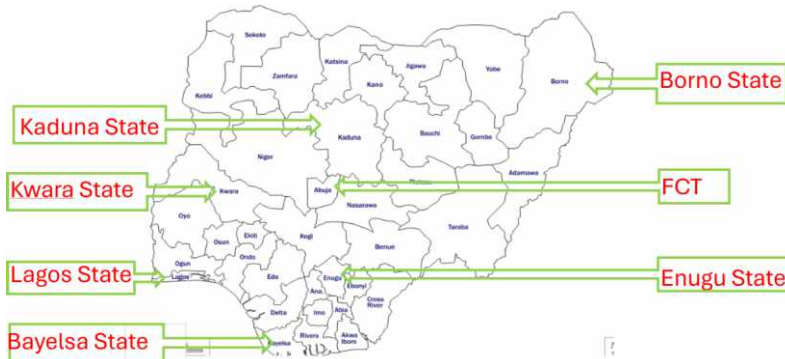 Sokoto
Katsina
Jigawa
Yobe
Borno
Borno State
Zamfara
Kano
Kebbi
Kaduna State
Kaduna
Bauchi
Gombe
Niger
Adamawa
Kwara State
Kwara
Abuja
FCT
Nasarawa
Oyo
Taraba
Osun
Ekiti
Kogi
Benue
Ondo
Ogun
Lagos State
Lagos
Edo
Enugu
Enugu State
Ebonyi
Ana.
Cross
River
Delta
Imo
Abia
Bayelsa State
Bayelsa
Rivers
Akwa
Ibom